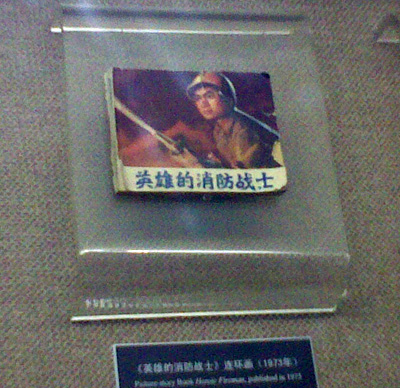 英雄的消防战士
《英雄的消防战士》连环画（1973年）
Picture-story Book Heroic Fireman, published in 1973